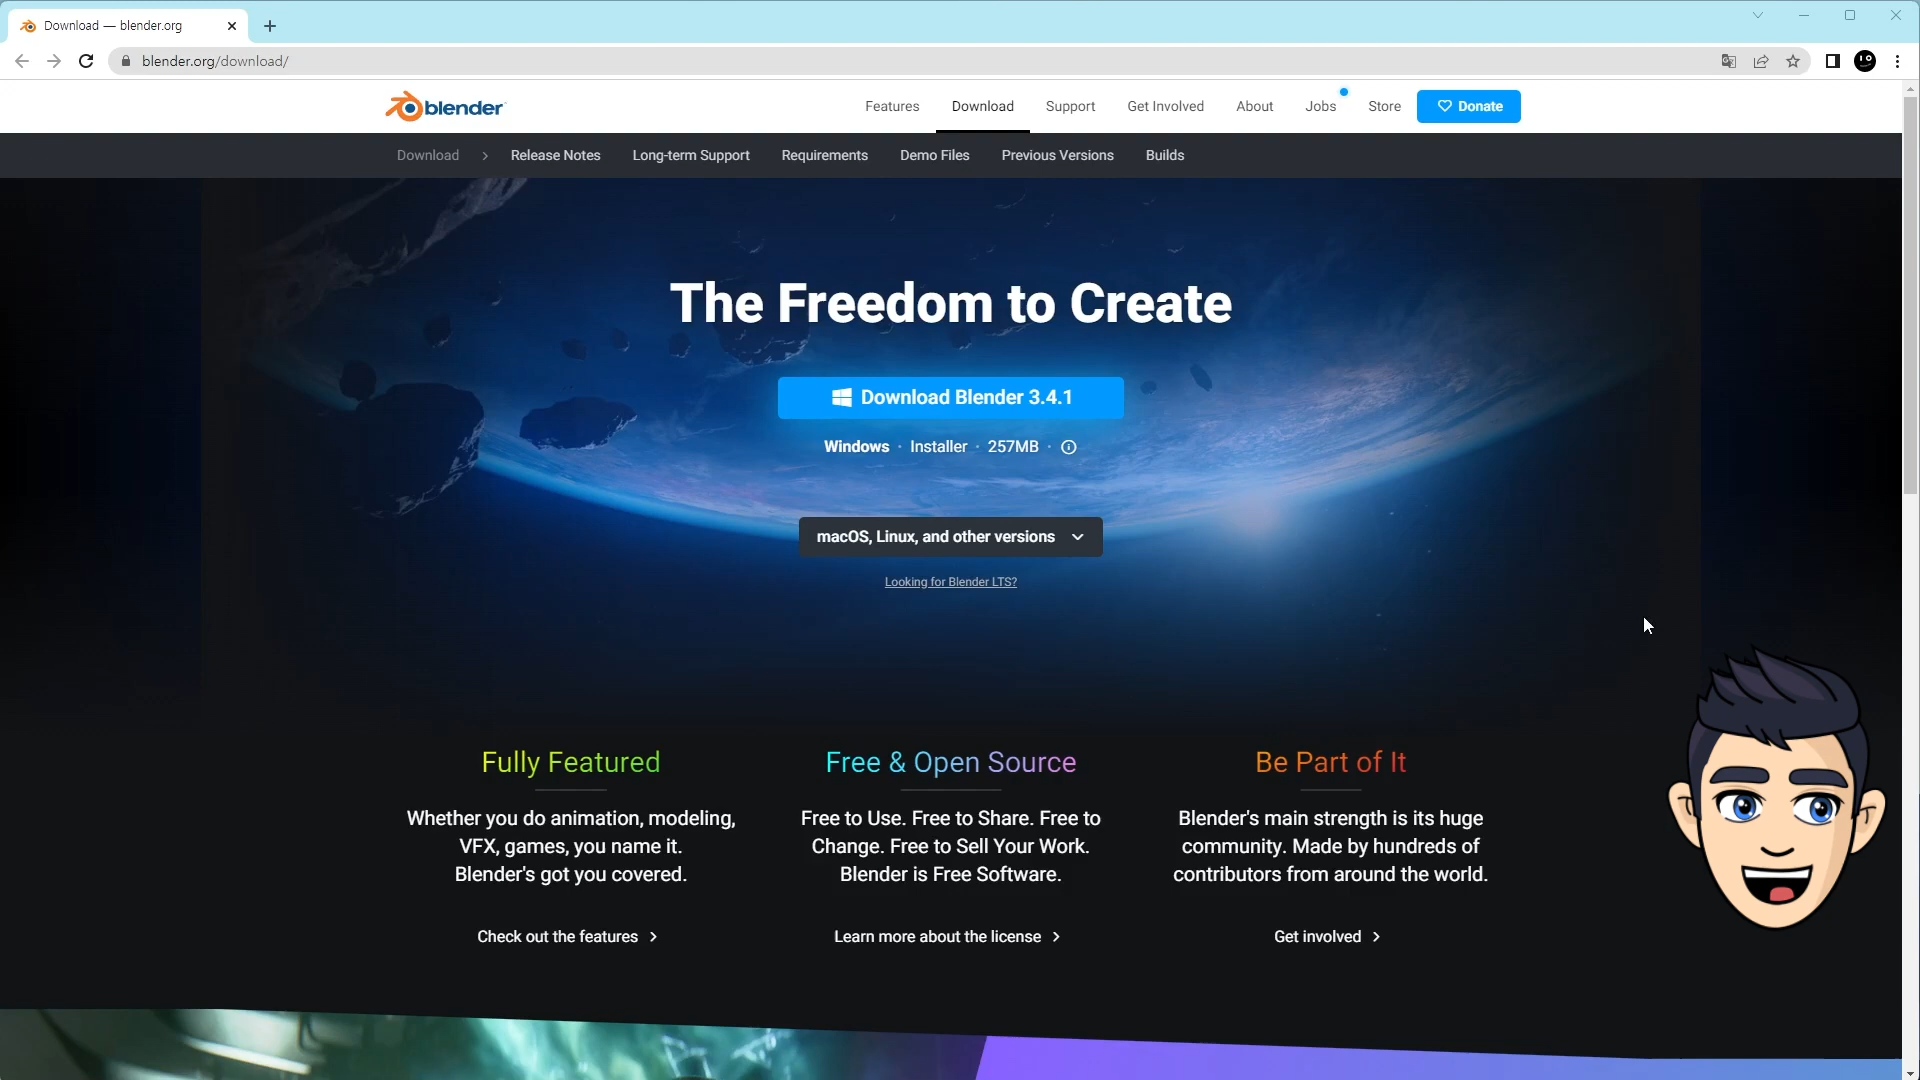 Download — blender.org
blender.org/download/
blender
Features Download Support Get Involved About Jobs Store Donate
Download Release Notes Long-term Support Requirements Demo Files Previous Versions Builds
The Freedom to Create
Download Blender 3.4.1
Windows · Installer · 257MB ·
macOS, Linux, and other versions
Looking for Blender LTS?
Fully Featured
Whether you do animation, modeling,
VFX, games, you name it.
Blender's got you covered.
Check out the features
Free & Open Source
Free to Use. Free to Share. Free to
Change. Free to Sell Your Work.
Blender is Free Software.
Learn more about the license
Be Part of It
Blender's main strength is its huge
community. Made by hundreds of
contributors from around the world.
Get involved